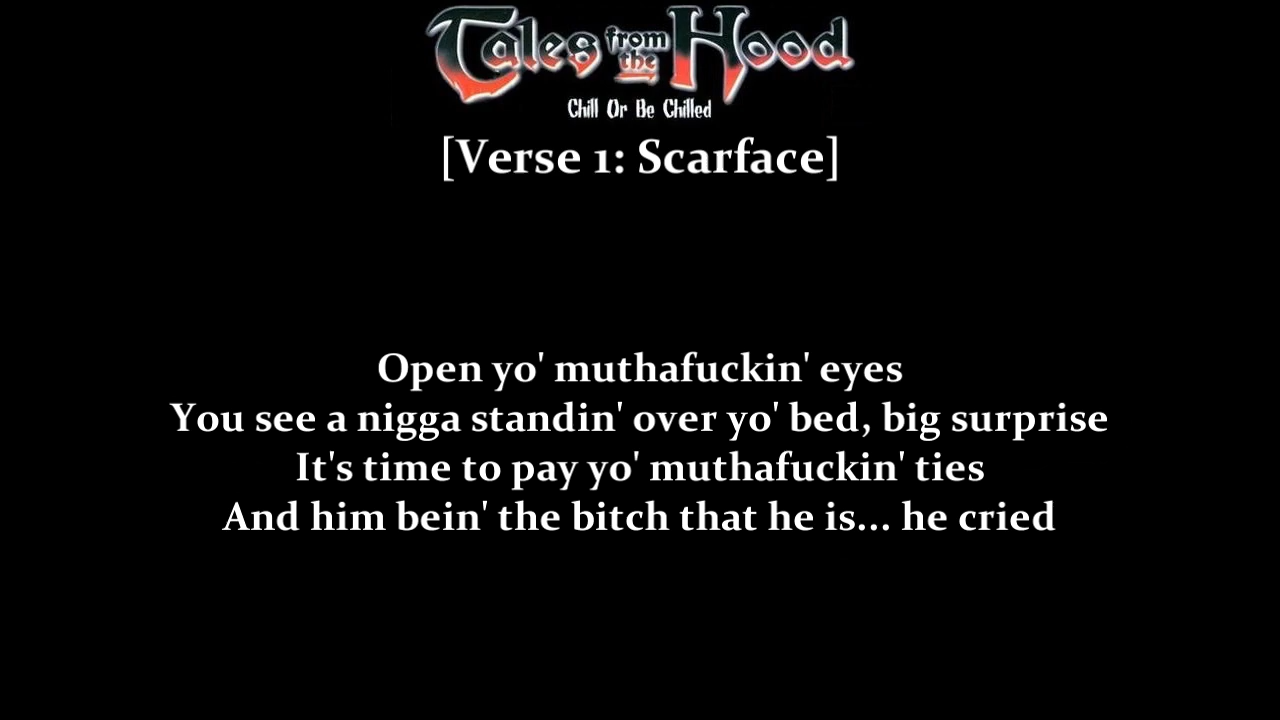 Tales from the Hood
Chill Or Be Chilled
[Verse 1: Scarface]
Open yo' muthafuckin' eyes
You see a nigga standin' over yo' bed, big surprise
It's time to pay yo' muthafuckin' ties
And him bein' the bitch that he is... he cried